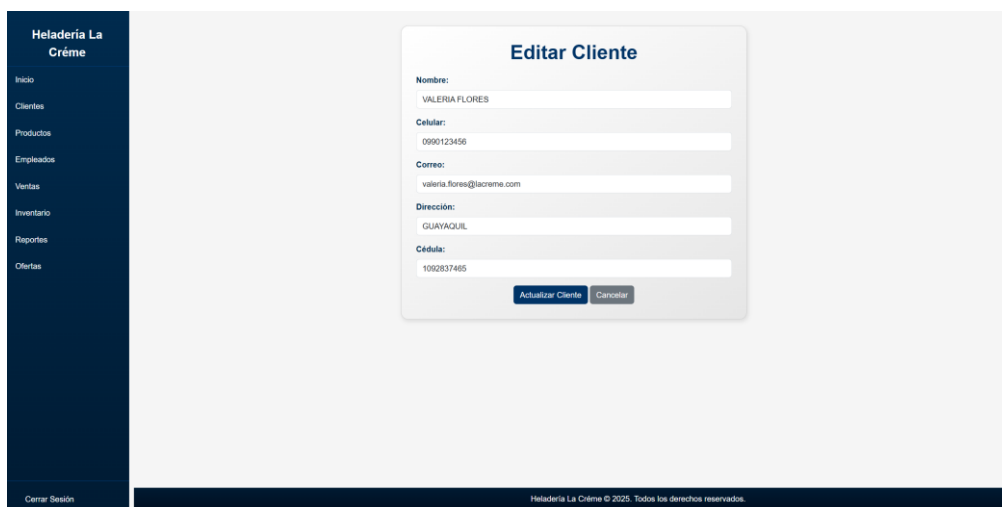 Heladeria La
Créme
Inicio
Clientes
Productos
Empleados
Ventas
Inventario
Reportes
Ofertas
Cerrar Sesión
Editar Cliente
Nombre:
VALERIA FLORES
Celular:
0990123456
Correo:
valeria.flores@lacreme.com
Dirección:
GUAYAQUIL
Cédula:
1092837465
Actualizar Cliente Cancelar
Heladería La Créme © 2025. Todos los derechos reservados.